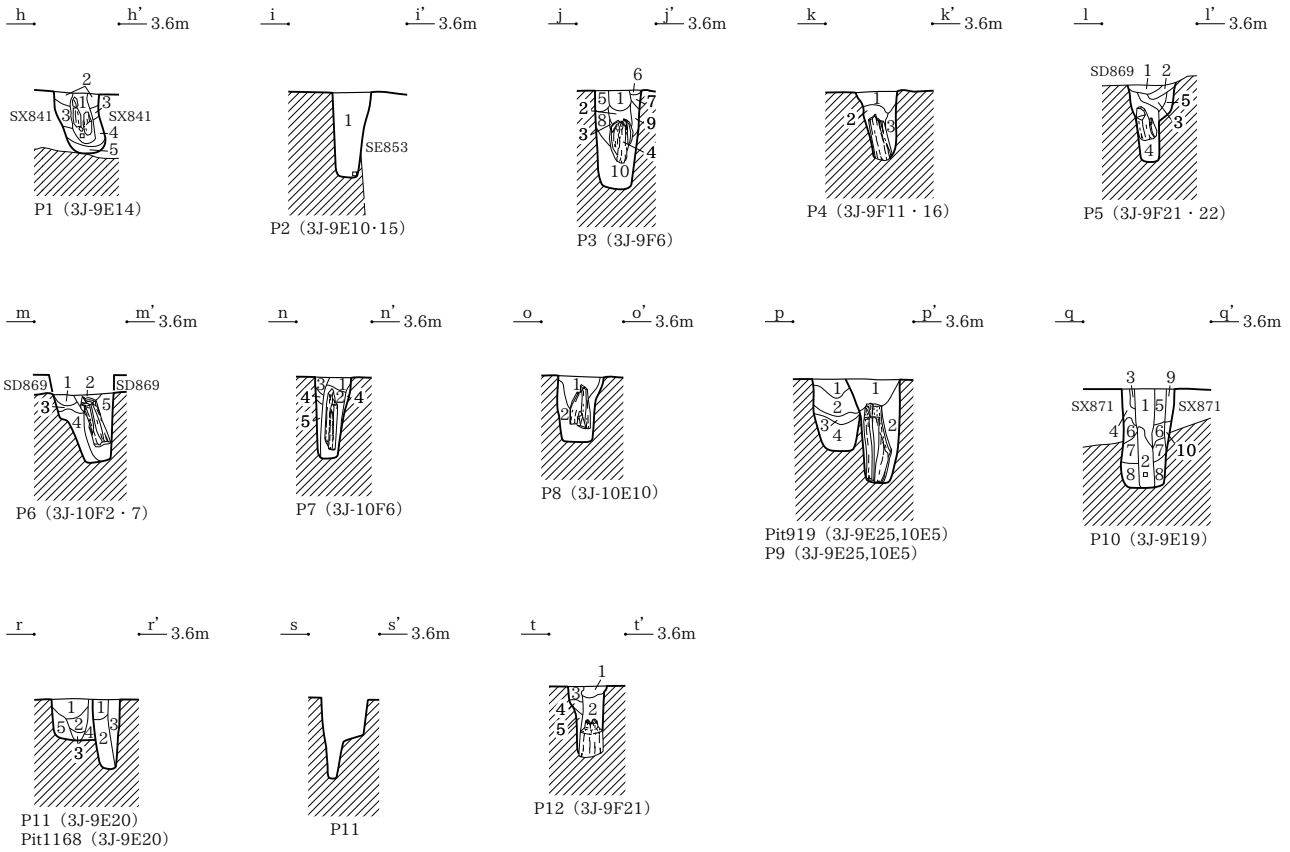 h h’ 3.6m
i i’ 3.6m
j j’ 3.6m
k k’ 3.6m
l l’ 3.6m
2
SX841 3 1 3 SX841
4
5
P1（3J-9E14）
1
SE853
P2（3J-9E10·15）
6
5 1 7
2 8 9
3 4
10
P3（3J-9F6）
1
2 3
P4（3J-9F11・16）
SD869 1 2
5
3
4
P5（3J-9F21・22）
m m’ 3.6m
n n’ 3.6m
o o’ 3.6m
p p’ 3.6m
q q’ 3.6m
SD869 1 2 SD869
3 4 5
P6（3J-10F2・7）
3 1
4 2 4
5
P7（3J-10F6）
1
2
P8（3J-10E10）
1 1
2
3 2
4
Pit919（3J-9E25,10E5）
P9（3J-9E25,10E5）
3 9
SX871 1 5 SX871
4 6 6
7 2 7 10
8 8
P10（3J-9E19）
r r’ 3.6m
s s’ 3.6m
t t’ 3.6m
1 1
5 2 4 3
3 2
P11（3J-9E20）
Pit1168（3J-9E20）
P11
1
3
4 2
5
P12（3J-9F21）